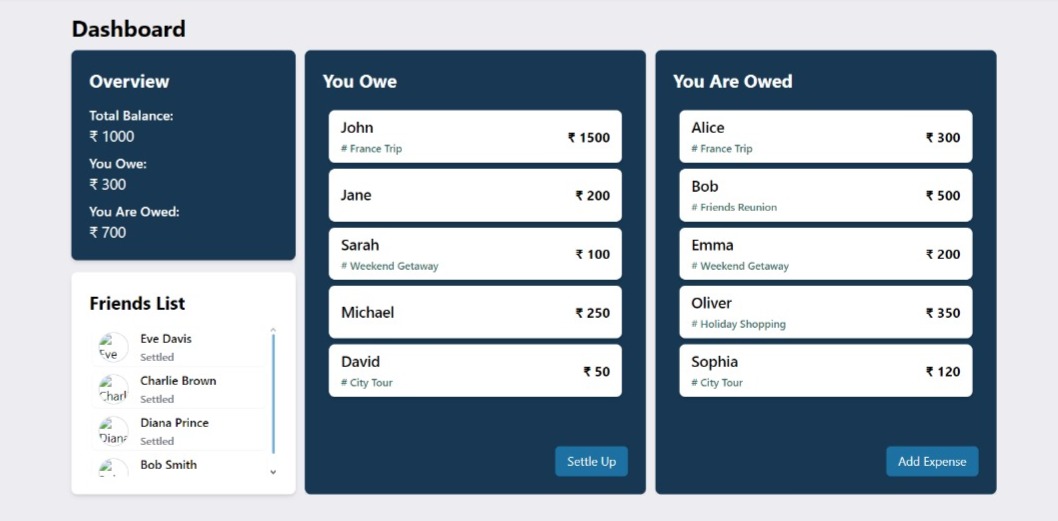 Dashboard
Overview
Total Balance:
₹ 1000
You Owe:
₹ 300
You Are Owed:
₹ 700
Friends List
Eve
Eve Davis
Settled
Charl
Charlie Brown
Settled
Diana
Diana Prince
Settled
Bob Smith
You Owe
John
# France Trip
₹ 1500
Jane
₹ 200
Sarah
# Weekend Getaway
₹ 100
Michael
₹ 250
David
# City Tour
₹ 50
Settle Up
You Are Owed
Alice
# France Trip
₹ 300
Bob
# Friends Reunion
₹ 500
Emma
# Weekend Getaway
₹ 200
Oliver
# Holiday Shopping
₹ 350
Sophia
# City Tour
₹ 120
Add Expense